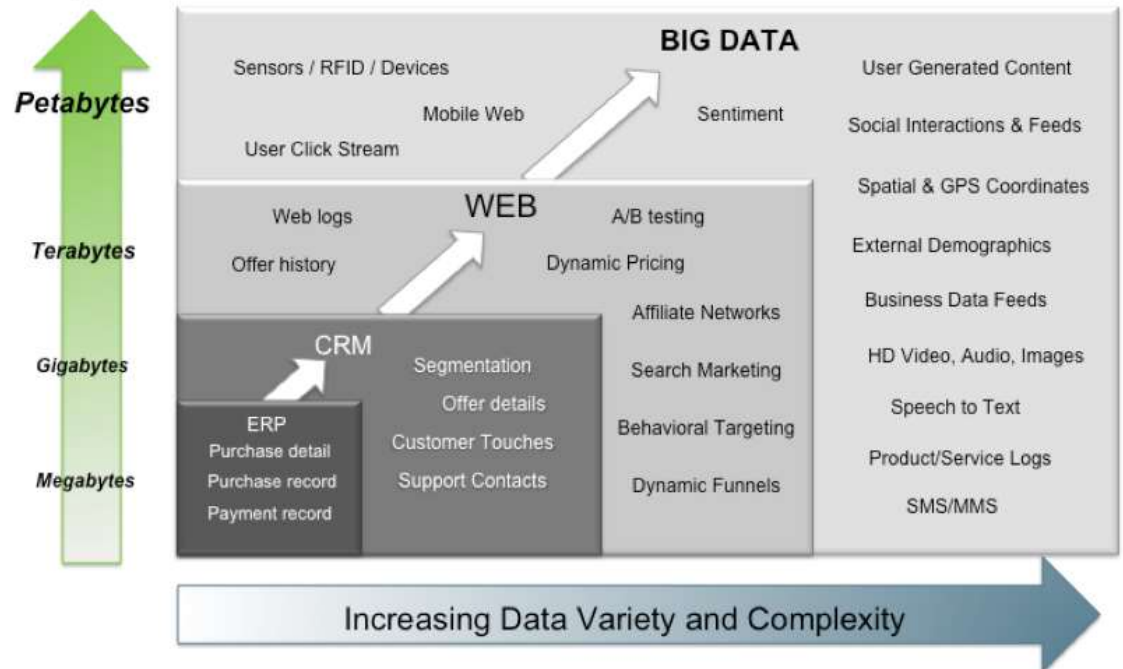 BIG DATA
Sensors / RFID / Devices
User Generated Content
Petabytes
Mobile Web
Sentiment
Social Interactions & Feeds
User Click Stream
Spatial & GPS Coordinates
WEB
Web logs
A/B testing
Terabytes
External Demographics
Offer history
Dynamic Pricing
Business Data Feeds
Affiliate Networks
CRM
HD Video, Audio, Images
Gigabytes
Segmentation
Search Marketing
Offer details
Speech to Text
ERP
Behavioral Targeting
Purchase detail
Customer Touches
Product/Service Logs
Megabytes
Purchase record
Support Contacts
Dynamic Funnels
SMS/MMS
Payment record
Increasing Data Variety and Complexity